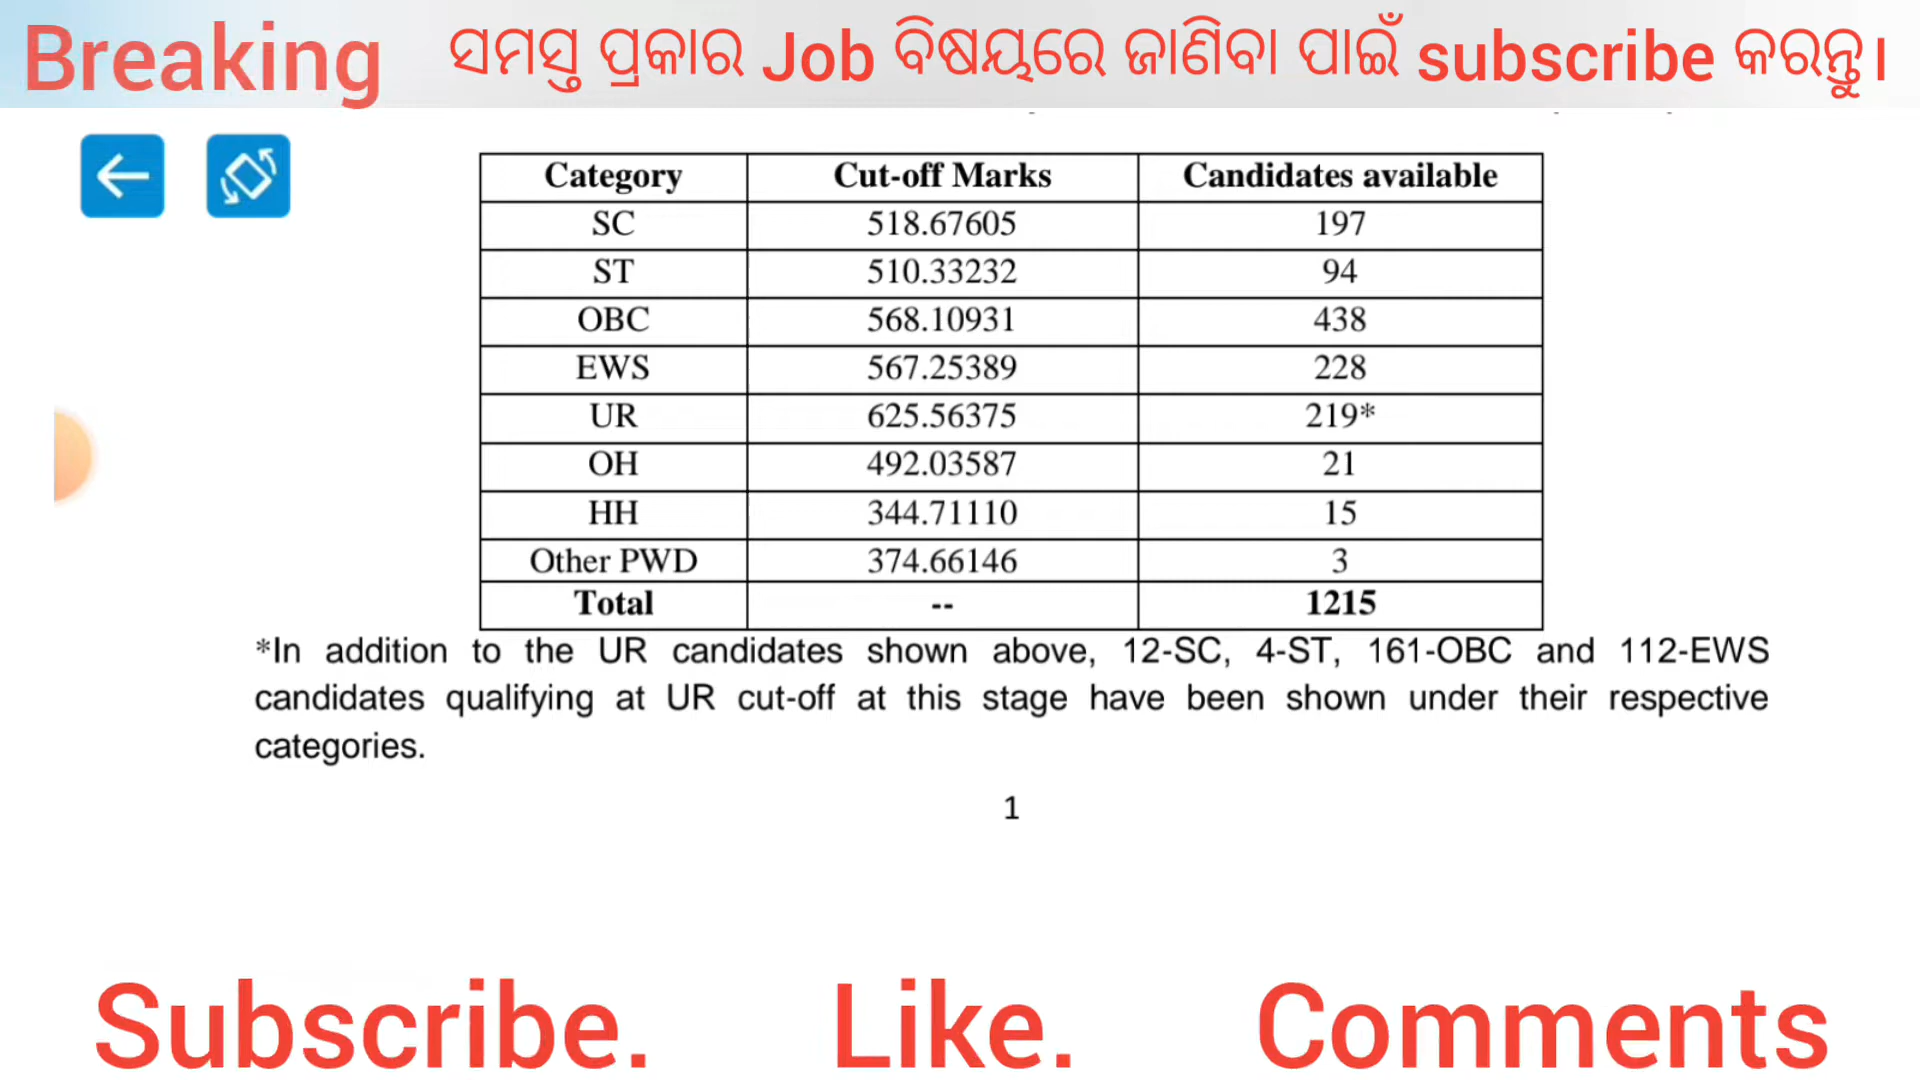 Breaking ସମସ୍ତ ପ୍ରକାର Job ବିଷୟରେ ଜାଣିବା ପାଇଁ subscribe କରନ୍ତୁ।
Category Cut-off Marks Candidates available
SC 518.67605 197
ST 510.33232 94
OBC 568.10931 438
EWS 567.25389 228
UR 625.56375 219*
OH 492.03587 21
HH 344.71110 15
Other PWD 374.66146 3
Total -- 1215
*In addition to the UR candidates shown above, 12-SC, 4-ST, 161-OBC and 112-EWS
candidates qualifying at UR cut-off at this stage have been shown under their respective
categories.
1
Subscribe. Like. Comments